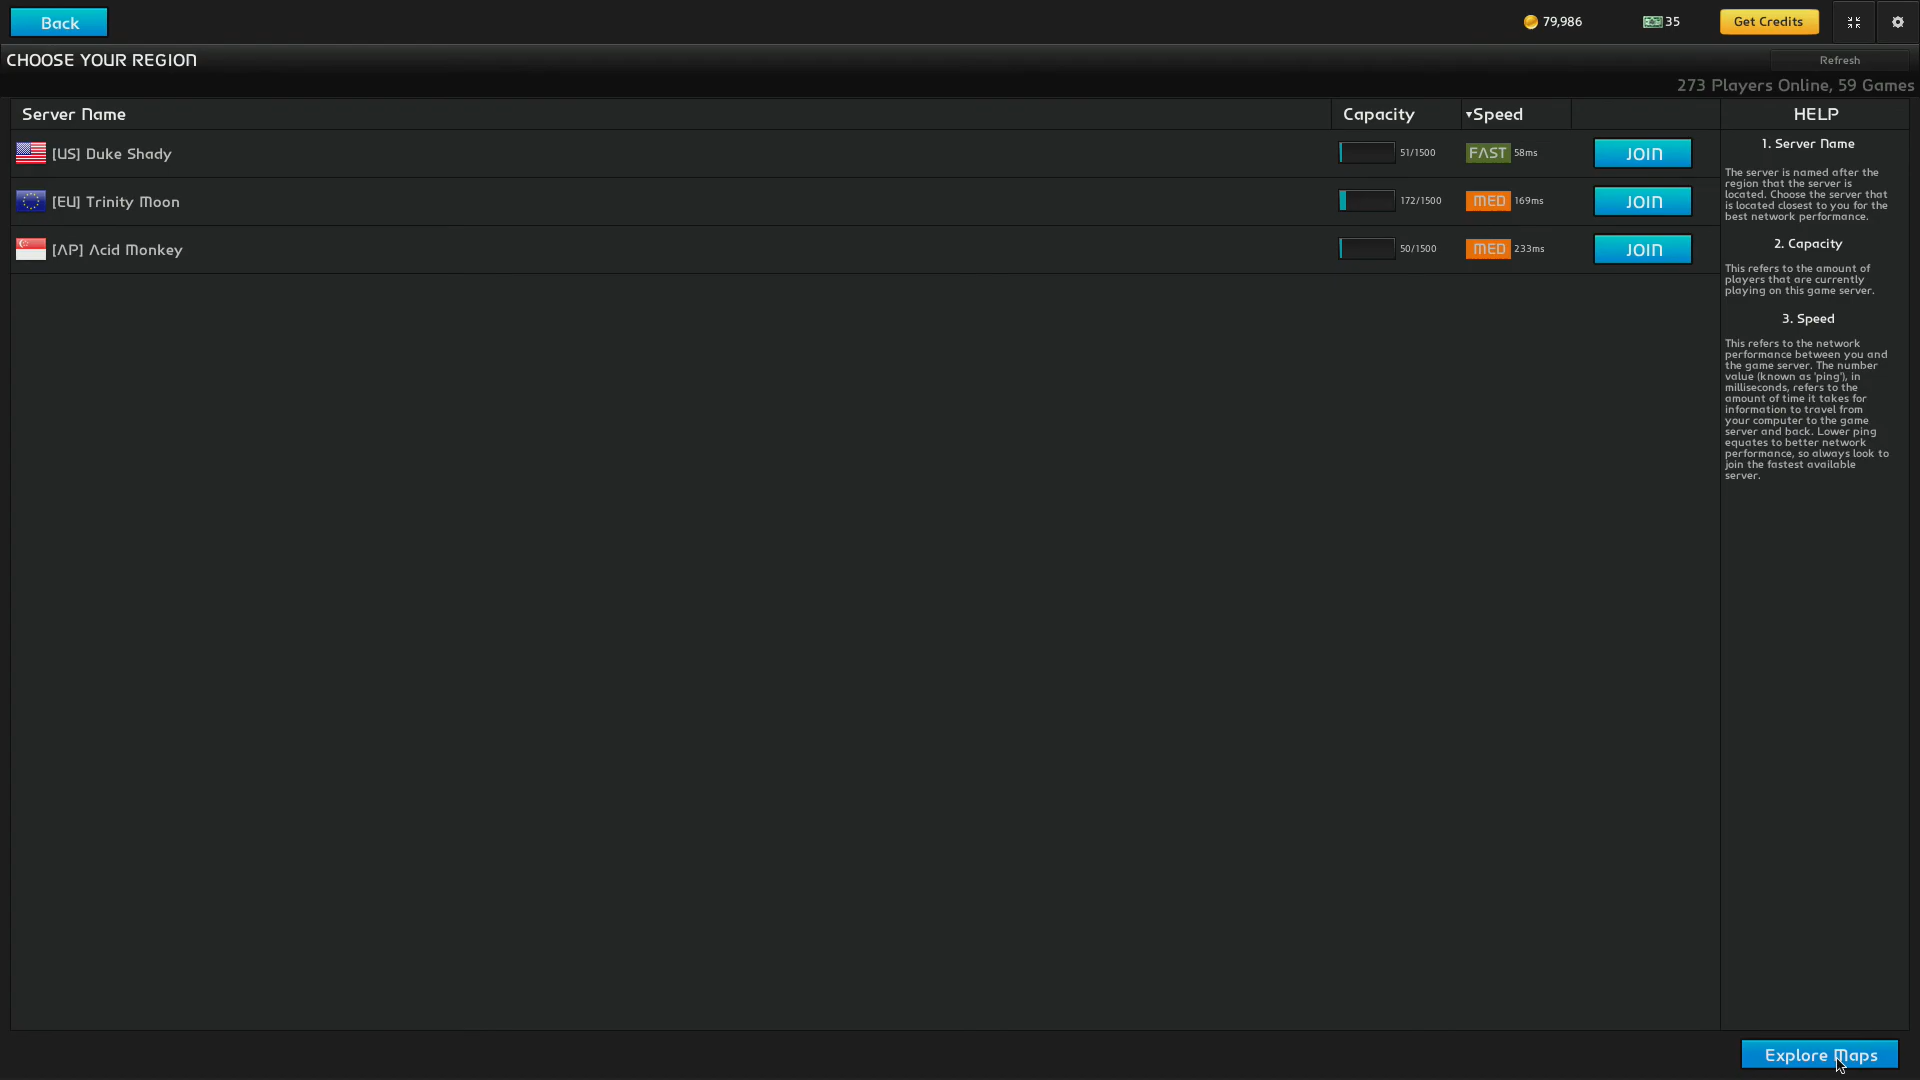 Back
79,986
35
Get Credits
CHOOSE YOUR REGION
Refresh
273 Players Online, 59 Games
Server Name
Capacity
▾Speed
HELP
[US] Duke Shady
51/1500
FAST 58ms
JOIN
[EU] Trinity Moon
172/1500
MED 169ms
JOIN
[AP] Acid Monkey
50/1500
MED 233ms
JOIN
1. Server Name
The server is named after the
region that the server is
located. Choose the server that
is located closest to you for the
best network performance.
2. Capacity
This refers to the amount of
players that are currently
playing on this game server.
3. Speed
This refers to the network
performance between you and
the game server. The number
value (known as 'ping'), in
milliseconds, refers to the
amount of time it takes for
information to travel from
your computer to the game
server and back. Lower ping
equates to better network
performance, so always look to
join the fastest available
server.
Explore Maps